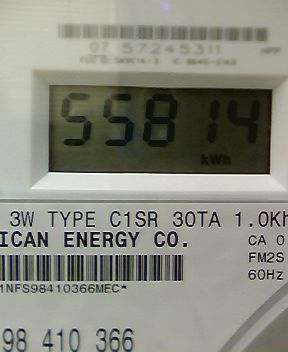 07 57245311
55814
kWh
3W TYPE C1SR 30TA 1.0Kh
ICAN ENERGY CO.
CA 0
FM2S
60Hz
1NFS98410366MEC*
98 410 366